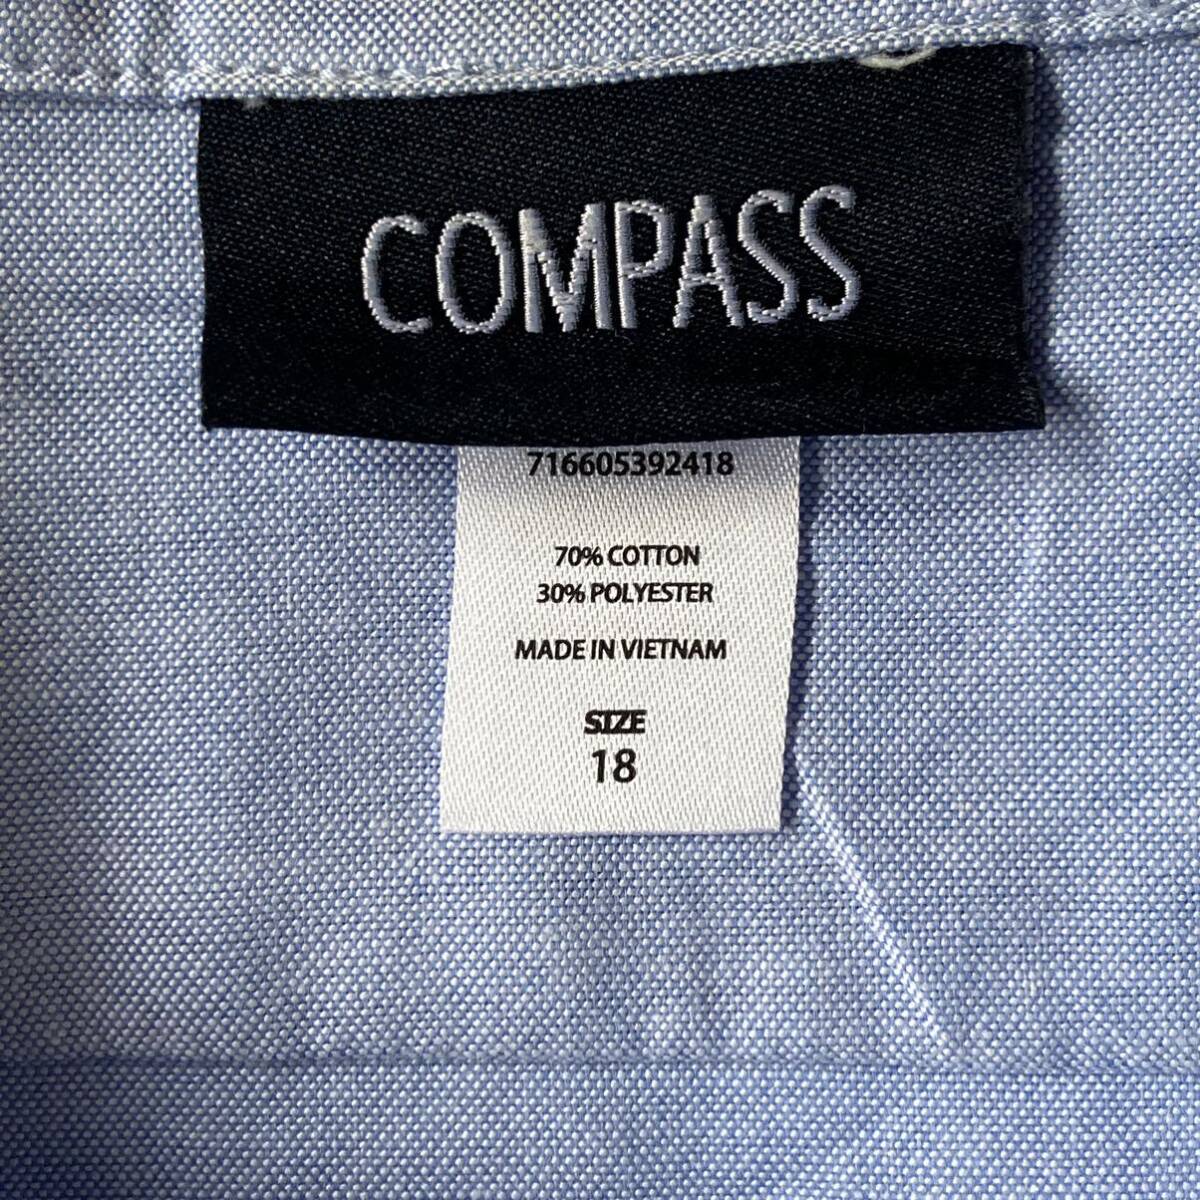 COMPASS
716605392418
70% COTTON
30% POLYESTER
MADE IN VIETNAM
SIZE
18